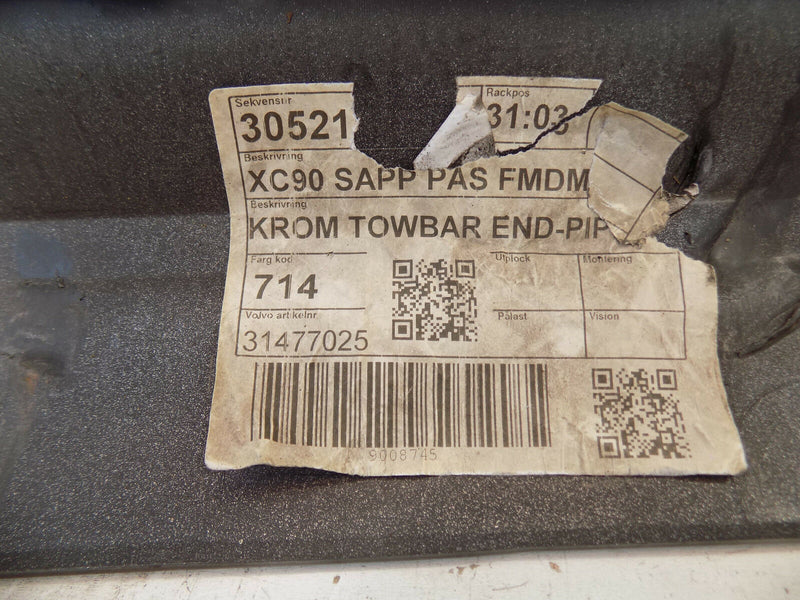 Sekvensnr
Rackpos
30521
31:03
Beskrivning
XC90 SAPP PAS FMDM
Beskrivning
KROM TOWBAR END-PIP
Färg kod
Utplock
Montering
714
Volvo artikelnr
Palast
Vision
31477025
9008745